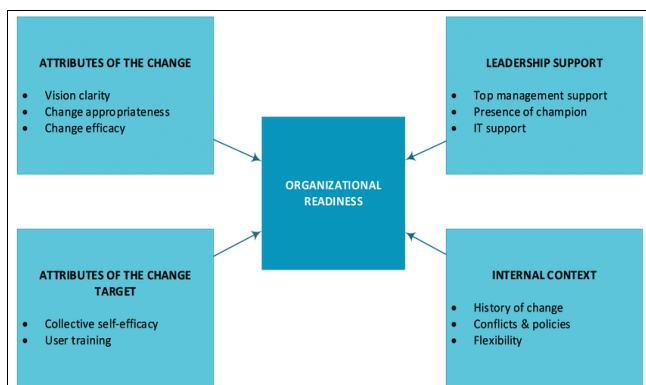 ATTRIBUTES OF THE CHANGE
• Vision clarity
• Change appropriateness
• Change efficacy
LEADERSHIP SUPPORT
• Top management support
• Presence of champion
• IT support
ORGANIZATIONAL
READINESS
ATTRIBUTES OF THE CHANGE
TARGET
• Collective self-efficacy
• User training
INTERNAL CONTEXT
• History of change
• Conflicts & policies
• Flexibility